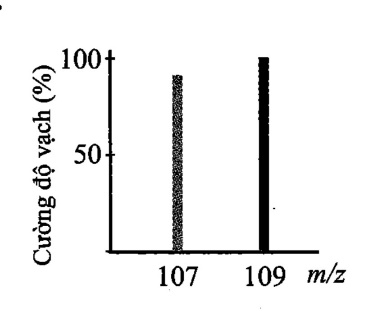 Cường độ vạch (%)
100
50
107 109 m/z